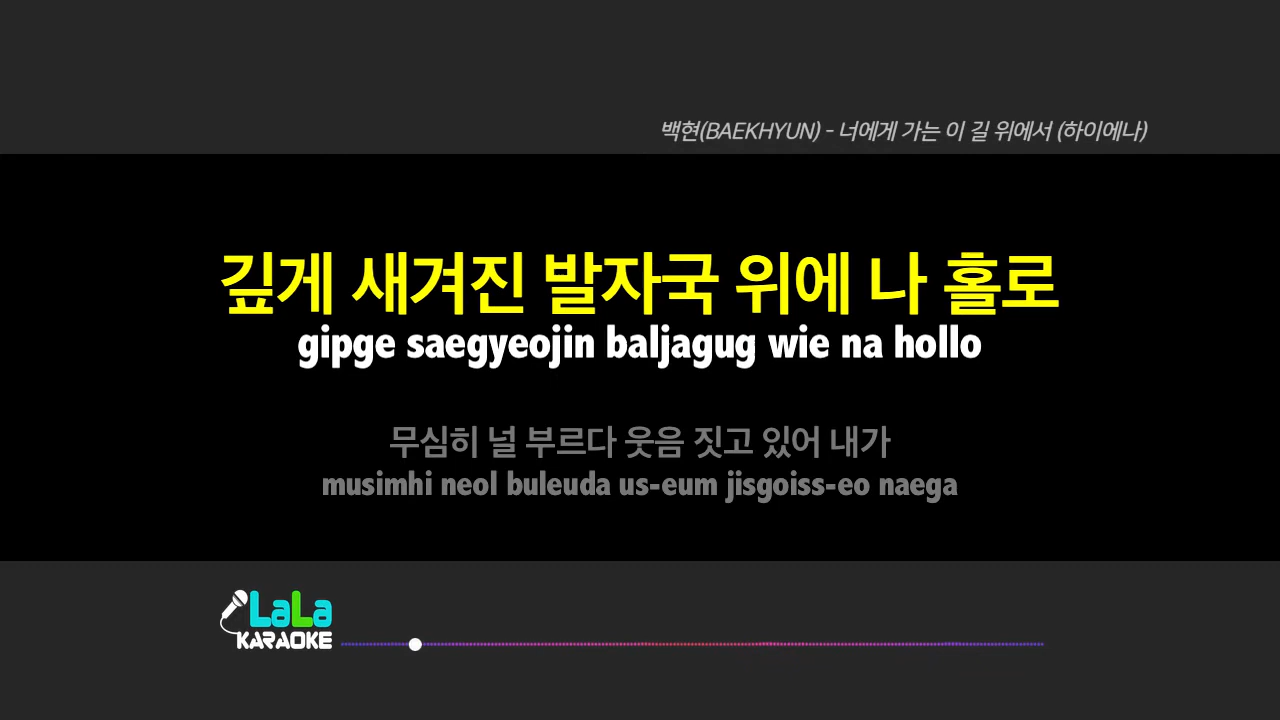 백현(BAEKHYUN) - 너에게 가는 이 길 위에서 (하이에나)
깊게 새겨진 발자국 위에 나 홀로
gipge saegyeojin baljagug wie na hollo
무심히 널 부르다 웃음 짓고 있어 내가
musimhi neol buleuda us-eum jisgoiss-eo naega
LaLa
KARAOKE